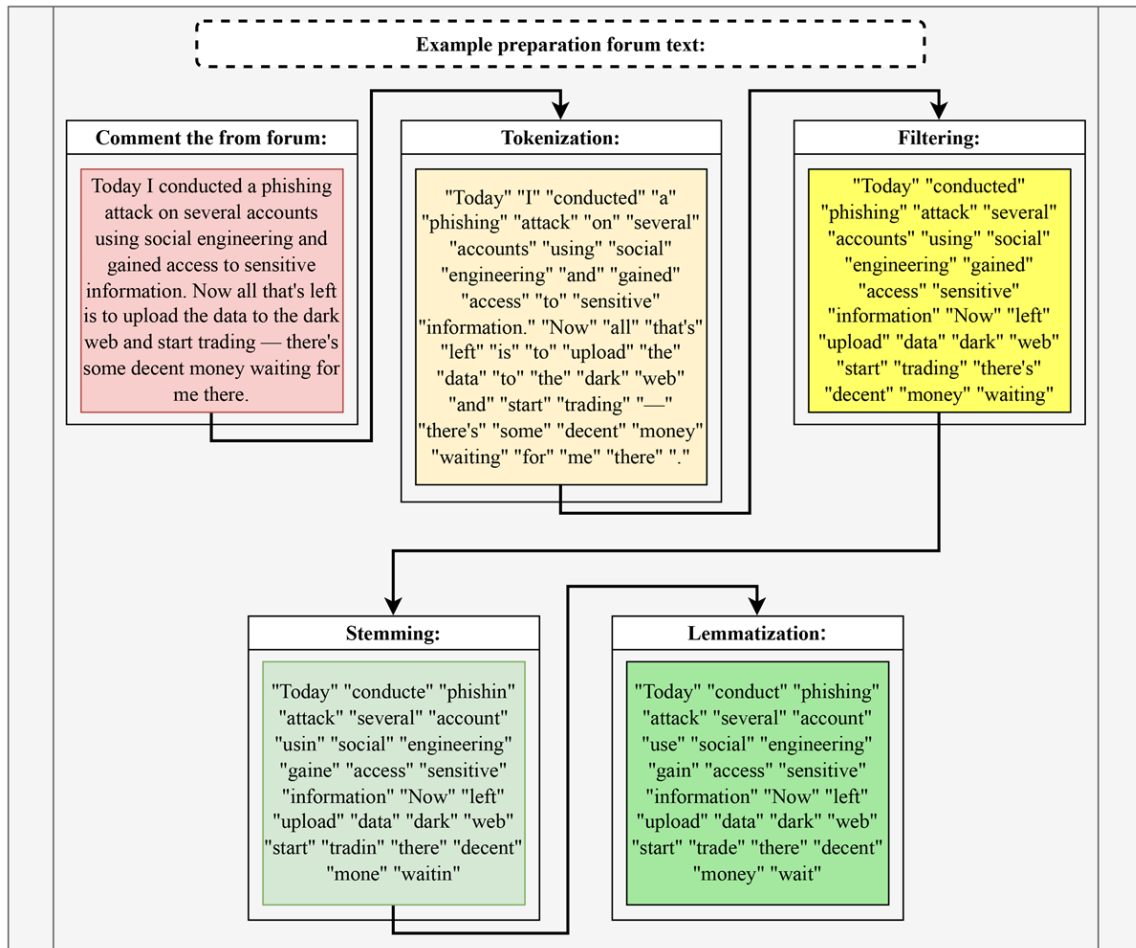 Example preparation forum text:
Comment the from forum:
Today I conducted a phishing
attack on several accounts
using social engineering and
gained access to sensitive
information. Now all that's left
is to upload the data to the dark
web and start trading — there's
some decent money waiting for
me there.
Tokenization:
"Today" "I" "conducted" "a"
"phishing" "attack" "on" "several"
"accounts" "using" "social"
"engineering" "and" "gained"
"access" "to" "sensitive"
"information." "Now" "all" "that's"
"left" "is" "to" "upload" "the"
"data" "to" "the" "dark" "web"
"and" "start" "trading" "—"
"there's" "some" "decent" "money"
"waiting" "for" "me" "there" "."
Filtering:
"Today" "conducted"
"phishing" "attack" "several"
"accounts" "using" "social"
"engineering" "gained"
"access" "sensitive"
"information" "Now" "left"
"upload" "data" "dark" "web"
"start" "trading" "there's"
"decent" "money" "waiting"
Stemming:
"Today" "conducte" "phishin"
"attack" "several" "account"
"usin" "social" "engineering"
"gaine" "access" "sensitive"
"information" "Now" "left"
"upload" "data" "dark" "web"
"start" "tradin" "there" "decent"
"mone" "waitin"
Lemmatization:
"Today" "conduct" "phishing"
"attack" "several" "account"
"use" "social" "engineering"
"gain" "access" "sensitive"
"information" "Now" "left"
"upload" "data" "dark" "web"
"start" "trade" "there" "decent"
"money" "wait"